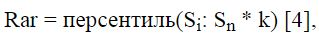 Rar = персентиль(Si: Sn * k) [4],